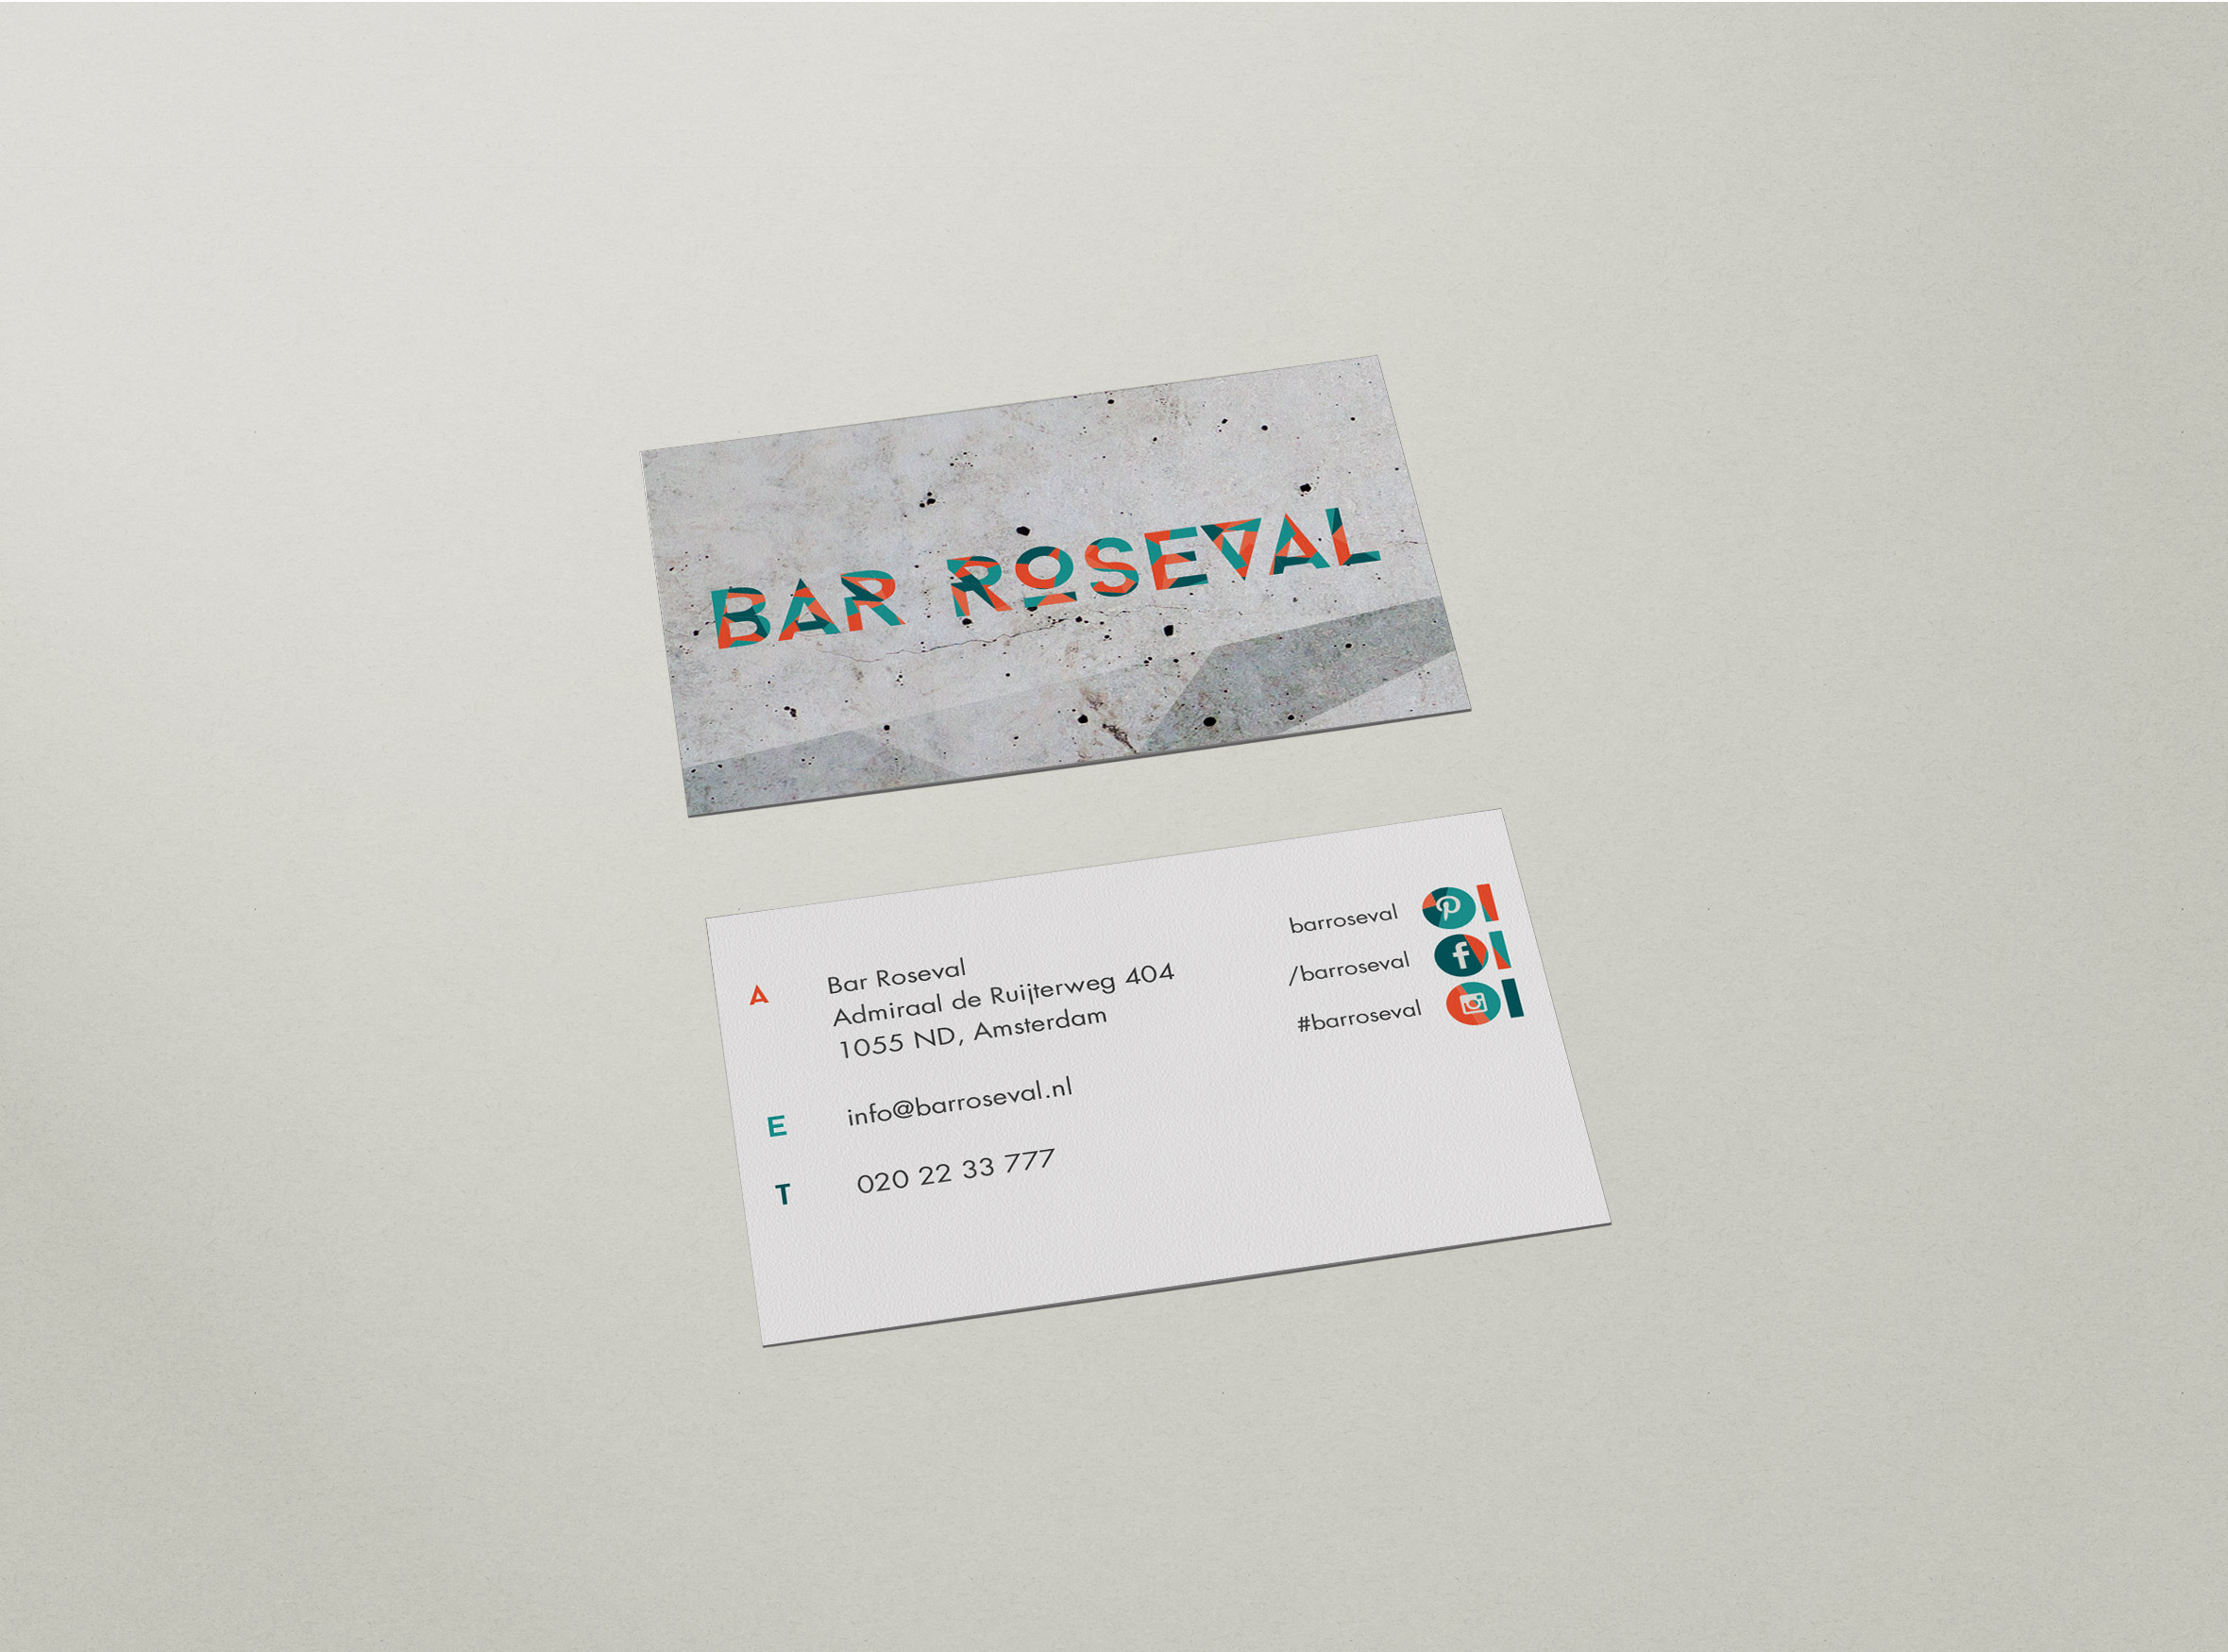 BAR ROSEVAL
A
Bar Roseval
Admiraal de Ruijterweg 404
1055 ND, Amsterdam
E
info@barroseval.nl
T
020 22 33 777
barroseval
/barroseval
#barroseval